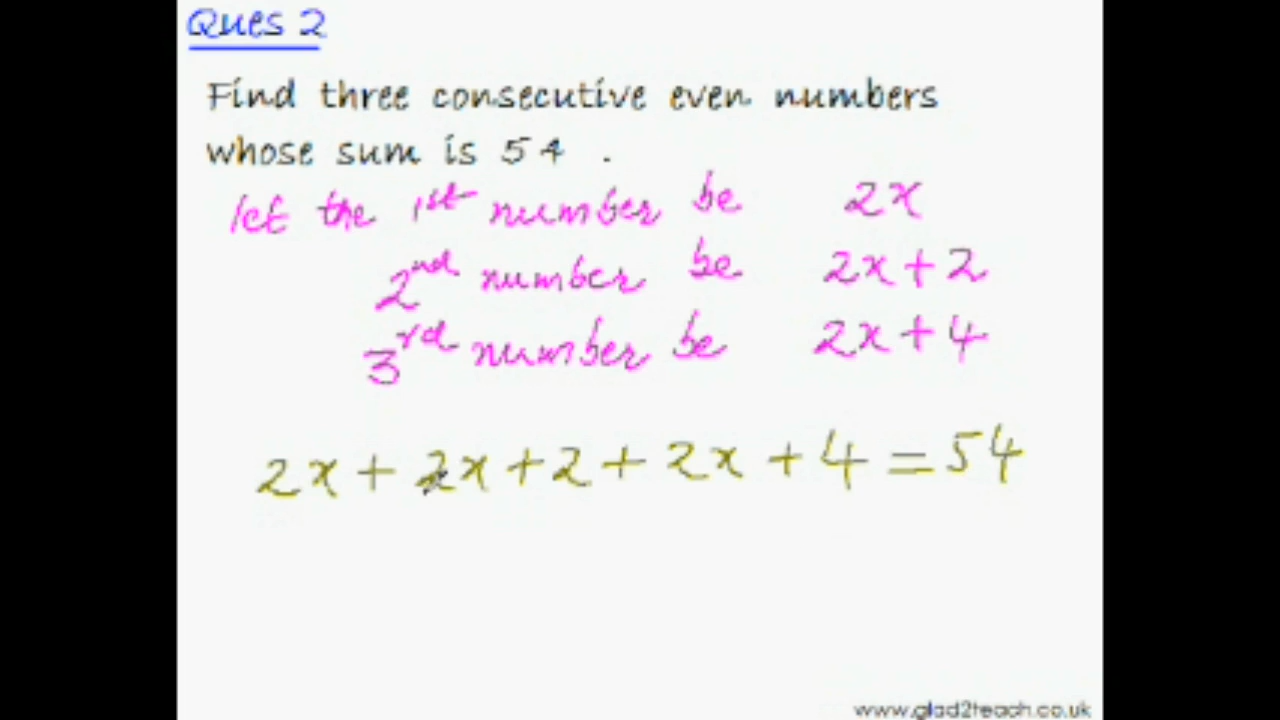 Ques 2
Find three consecutive even numbers
whose sum is 54 .
let the 1st number be 2x
2nd number be 2x+2
3rd number be 2x+4
2x+2x+2+2x+4=54
www.glad2teach.co.uk